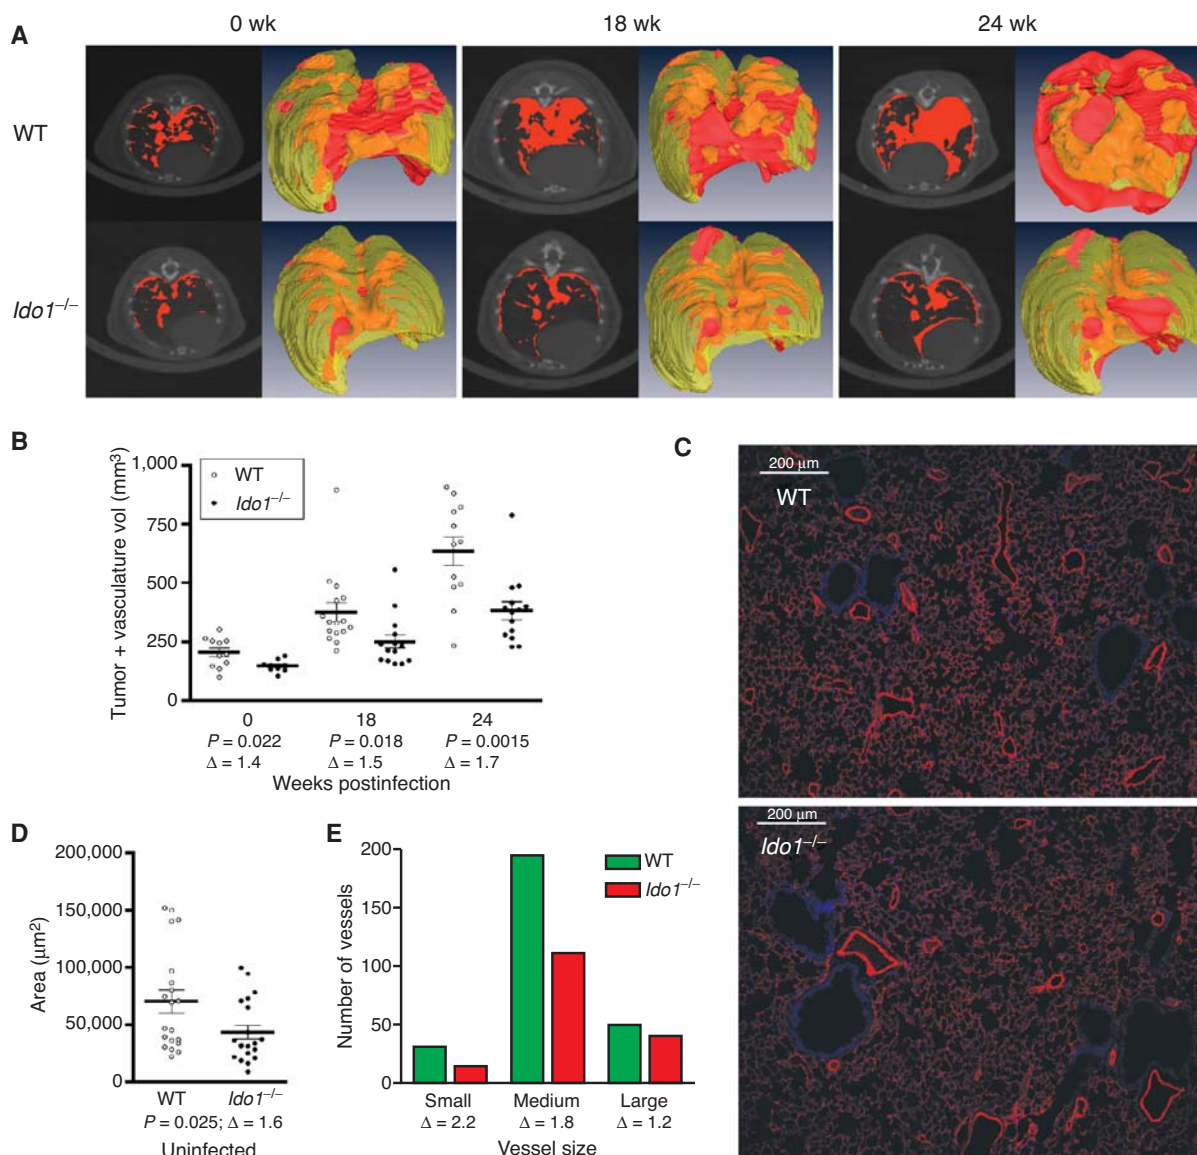 0 wk 18 wk 24 wk
A
WT
Ido1−/−
B
Tumor + vasculature vol (mm3)
1,000
750
500
250
0
WT
Ido1−/−
0 18 24
P = 0.022 P = 0.018 P = 0.0015
Δ = 1.4 Δ = 1.5 Δ = 1.7
Weeks postinfection
C
200 μm
WT
200 μm
Ido1−/−
D
Area (μm2)
200,000
150,000
100,000
50,000
0
WT Ido1−/−
P = 0.025; Δ = 1.6
Uninfected
E
Number of vessels
200
150
100
50
0
WT
Ido1−/−
Small Medium Large
Δ = 2.2 Δ = 1.8 Δ = 1.2
Vessel size